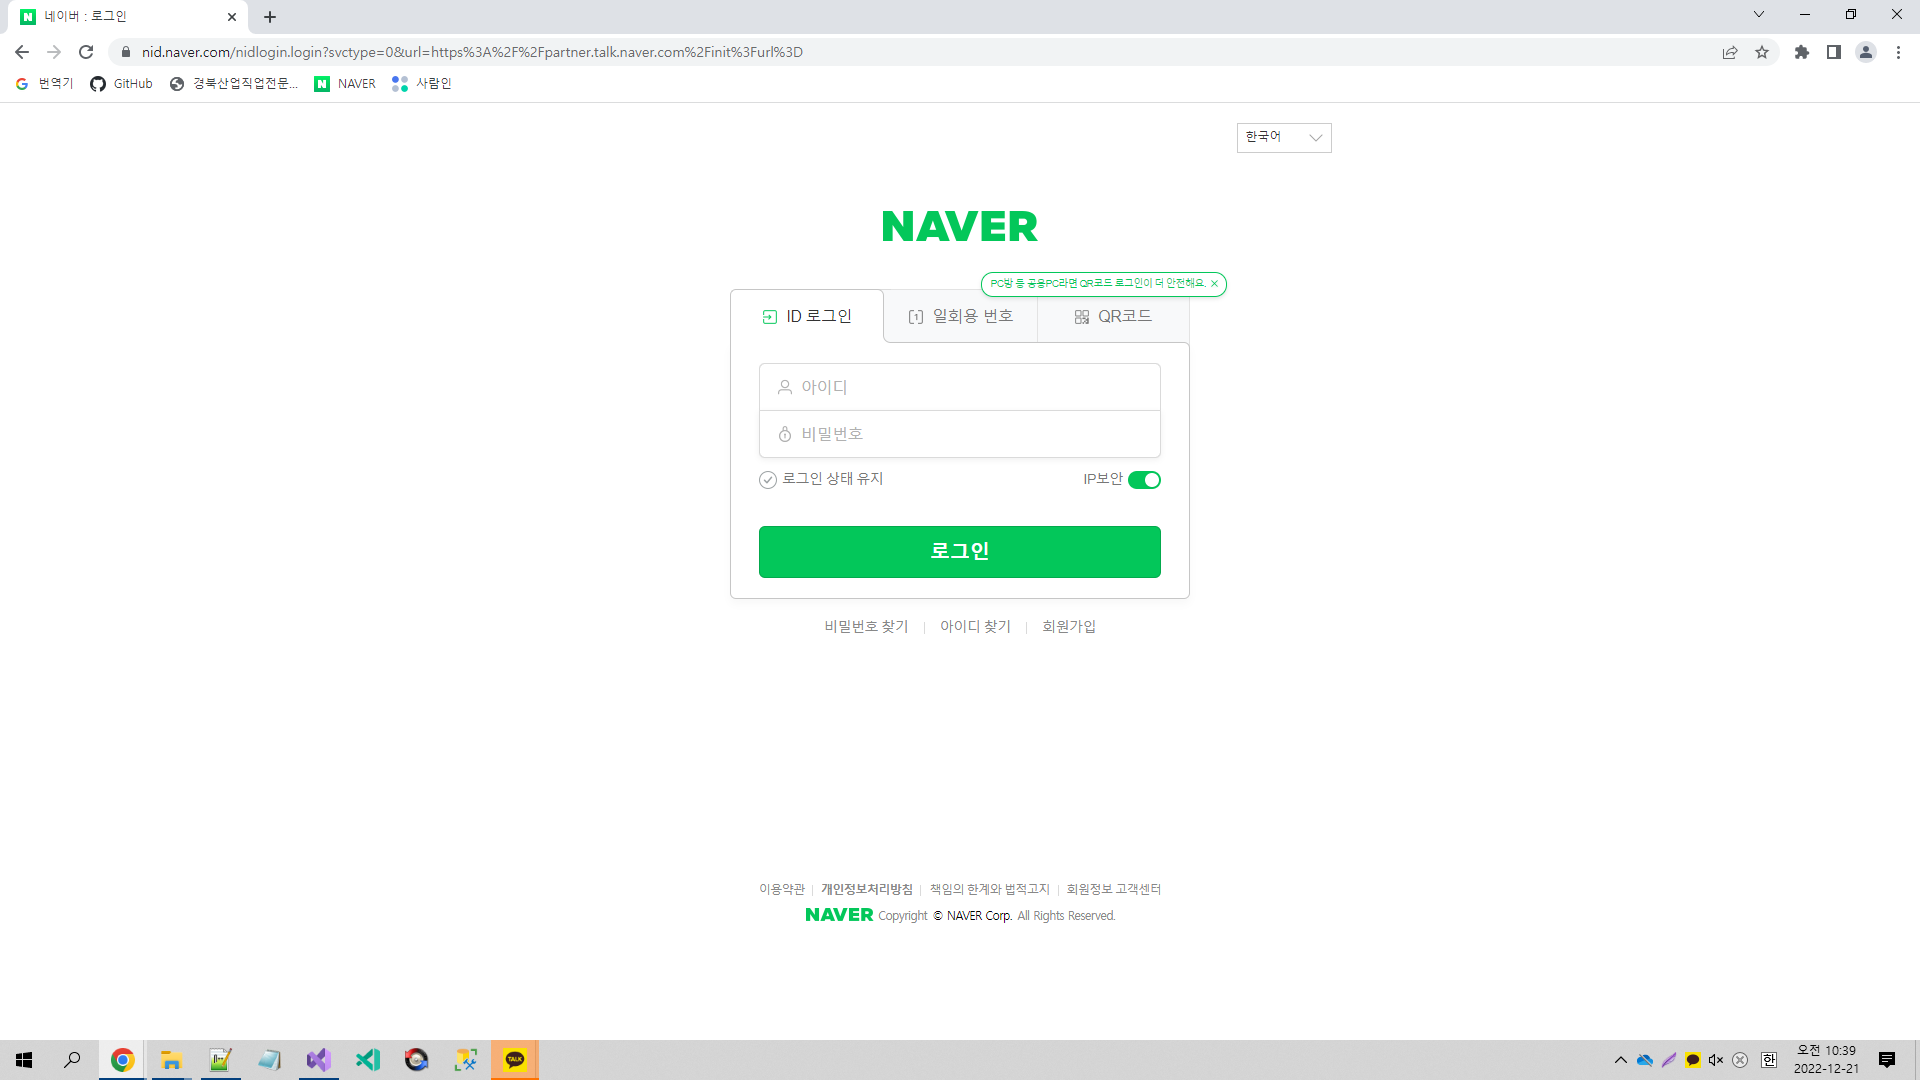 네이버 : 로그인
nid.naver.com/nidlogin.login?svctype=0&url=https%3A%2F%2Fpartner.talk.naver.com%2Finit%3Furl%3D
번역기 GitHub 경북산업직업전문... NAVER 사람인
한국어
NAVER
PC방 등 공용PC라면 QR코드 로그인이 더 안전해요.
ID 로그인 일회용 번호 QR코드
아이디
비밀번호
로그인 상태 유지 IP보안
로그인
비밀번호 찾기 아이디 찾기 회원가입
이용약관 개인정보처리방침 책임의 한계와 법적고지 회원정보 고객센터
NAVER Copyright © NAVER Corp. All Rights Reserved.
TALK
한
오전 10:39
2022-12-21